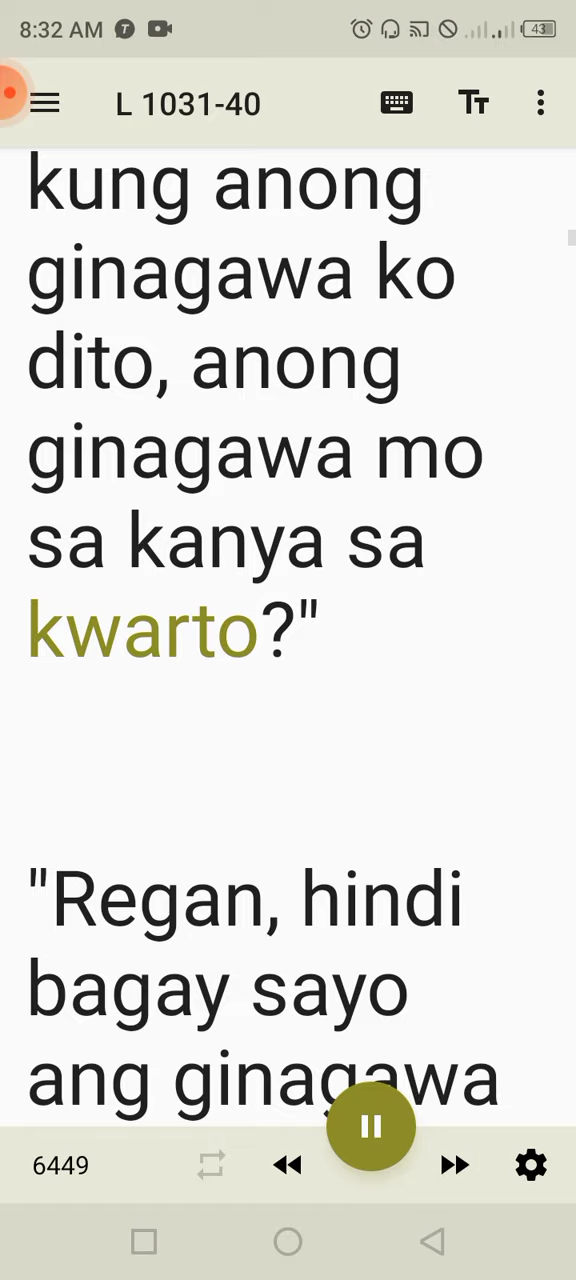 8:32 AM
43
L 1031-40
kung anong
ginagawa ko
dito, anong
ginagawa mo
sa kanya sa
kwarto?"
"Regan, hindi
bagay sayo
ang ginagawa
6449